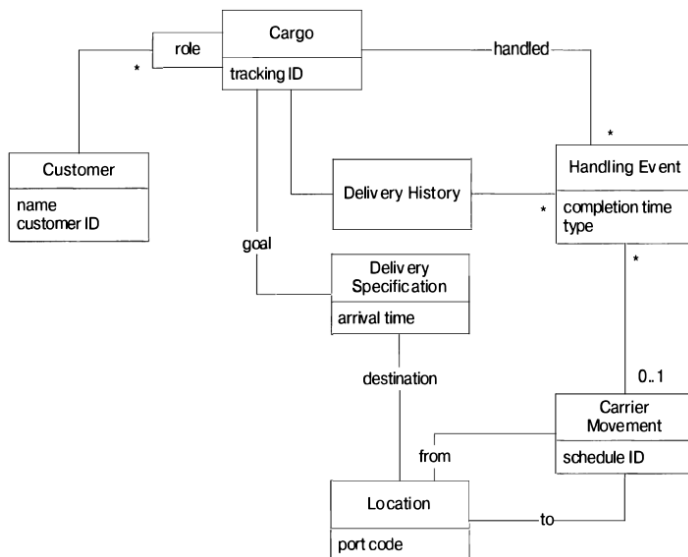 Cargo
role
handled
tracking ID
*
*
Customer
Handling Event
Delivery History
name
customer ID
*
completion time
type
goal
*
Delivery
Specification
arrival time
destination
0..1
Carrier
Movement
from
schedule ID
Location
to
port code